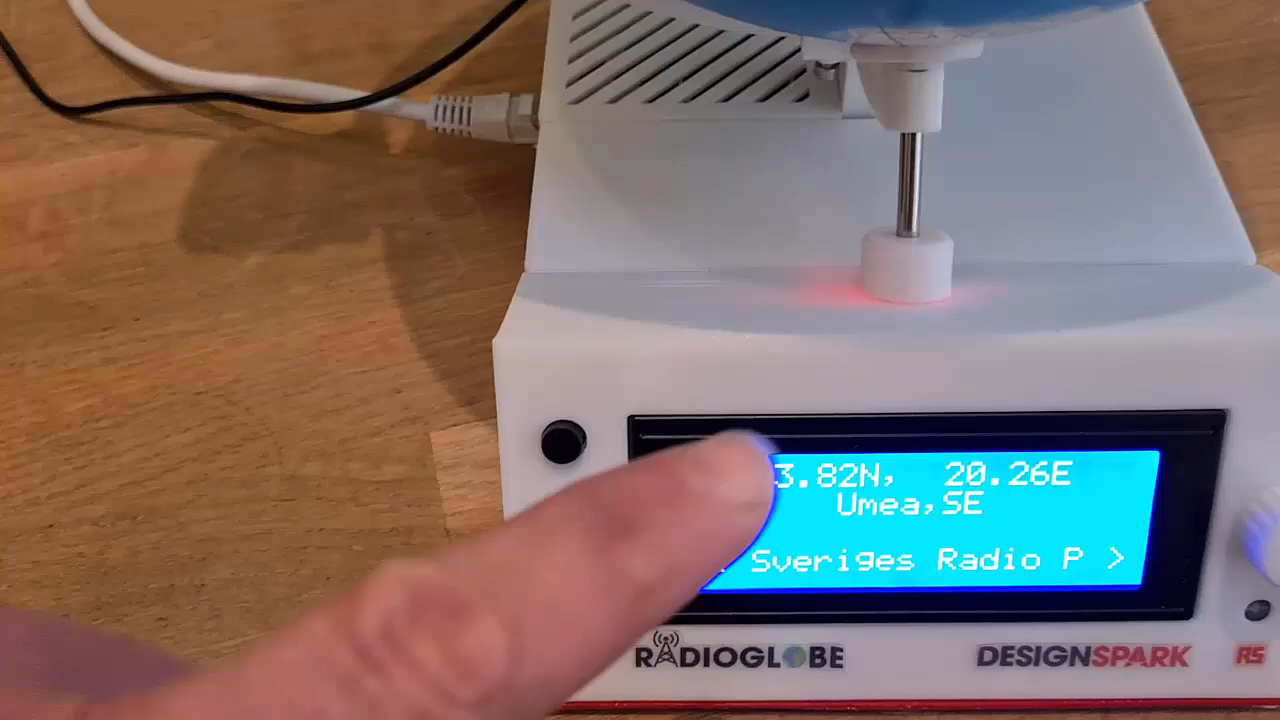 3.82N, 20.26E
Umea,SE
Sveriges Radio P >
RADIOGLOBE
DESIGNSPARK
RS